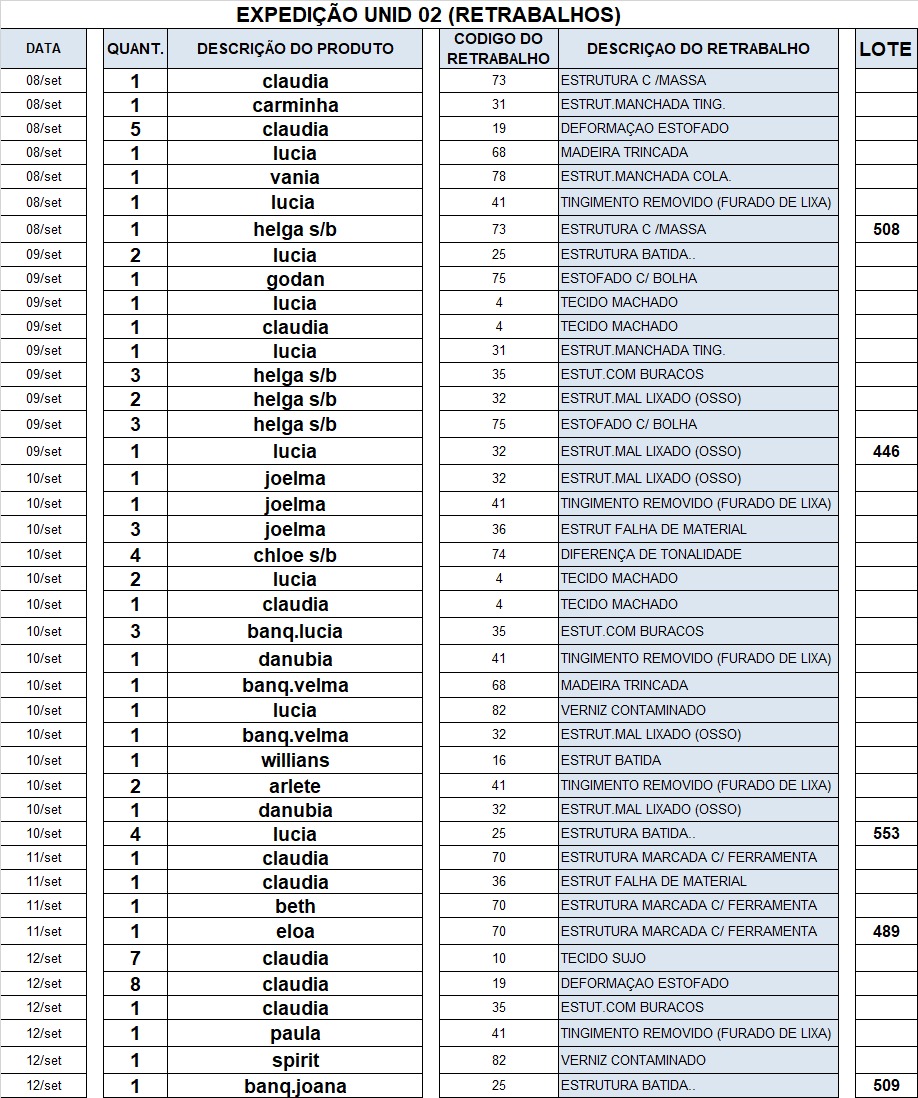 EXPEDIÇÃO UNID 02 (RETRABALHOS)
DATA QUANT. DESCRIÇÃO DO PRODUTO CODIGO DO RETRABALHO DESCRIÇAO DO RETRABALHO LOTE
08/set 1 claudia 73 ESTRUTURA C /MASSA
08/set 1 carminha 31 ESTRUT.MANCHADA TING.
08/set 5 claudia 19 DEFORMAÇAO ESTOFADO
08/set 1 lucia 68 MADEIRA TRINCADA
08/set 1 vania 78 ESTRUT.MANCHADA COLA.
08/set 1 lucia 41 TINGIMENTO REMOVIDO (FURADO DE LIXA)
08/set 1 helga s/b 73 ESTRUTURA C /MASSA 508
09/set 2 lucia 25 ESTRUTURA BATIDA..
09/set 1 godan 75 ESTOFADO C/ BOLHA
09/set 1 lucia 4 TECIDO MACHADO
09/set 1 claudia 4 TECIDO MACHADO
09/set 1 lucia 31 ESTRUT.MANCHADA TING.
09/set 3 helga s/b 35 ESTUT.COM BURACOS
09/set 2 helga s/b 32 ESTRUT.MAL LIXADO (OSSO)
09/set 3 helga s/b 75 ESTOFADO C/ BOLHA
09/set 1 lucia 32 ESTRUT.MAL LIXADO (OSSO) 446
10/set 1 joelma 32 ESTRUT.MAL LIXADO (OSSO)
10/set 1 joelma 41 TINGIMENTO REMOVIDO (FURADO DE LIXA)
10/set 3 joelma 36 ESTRUT FALHA DE MATERIAL
10/set 4 chloe s/b 74 DIFERENÇA DE TONALIDADE
10/set 2 lucia 4 TECIDO MACHADO
10/set 1 claudia 4 TECIDO MACHADO
10/set 3 banq.lucia 35 ESTUT.COM BURACOS
10/set 1 danubia 41 TINGIMENTO REMOVIDO (FURADO DE LIXA)
10/set 1 banq.velma 68 MADEIRA TRINCADA
10/set 1 lucia 82 VERNIZ CONTAMINADO
10/set 1 banq.velma 32 ESTRUT.MAL LIXADO (OSSO)
10/set 1 willians 16 ESTRUT BATIDA
10/set 2 arlete 41 TINGIMENTO REMOVIDO (FURADO DE LIXA)
10/set 1 danubia 32 ESTRUT.MAL LIXADO (OSSO)
10/set 4 lucia 25 ESTRUTURA BATIDA.. 553
11/set 1 claudia 70 ESTRUTURA MARCADA C/ FERRAMENTA
11/set 1 claudia 36 ESTRUT FALHA DE MATERIAL
11/set 1 beth 70 ESTRUTURA MARCADA C/ FERRAMENTA
11/set 1 eloa 70 ESTRUTURA MARCADA C/ FERRAMENTA 489
12/set 7 claudia 10 TECIDO SUJO
12/set 8 claudia 19 DEFORMAÇAO ESTOFADO
12/set 1 claudia 35 ESTUT.COM BURACOS
12/set 1 paula 41 TINGIMENTO REMOVIDO (FURADO DE LIXA)
12/set 1 spirit 82 VERNIZ CONTAMINADO
12/set 1 banq.joana 25 ESTRUTURA BATIDA.. 509